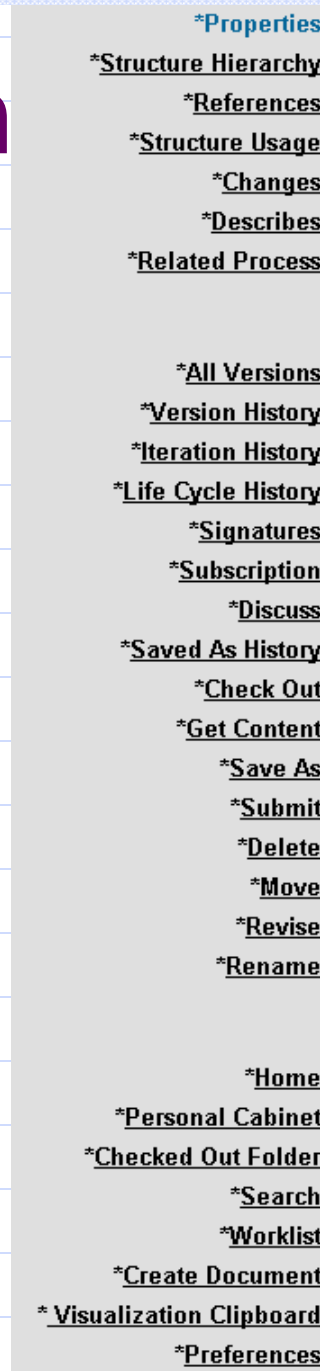 *Properties
*Structure Hierarchy
*References
*Structure Usage
*Changes
*Describes
*Related Process
*All Versions
*Version History
*Iteration History
*Life Cycle History
*Signatures
*Subscription
*Discuss
*Saved As History
*Check Out
*Get Content
*Save As
*Submit
*Delete
*Move
*Revise
*Rename
*Home
*Personal Cabinet
*Checked Out Folder
*Search
*Worklist
*Create Document
* Visualization Clipboard
*Preferences